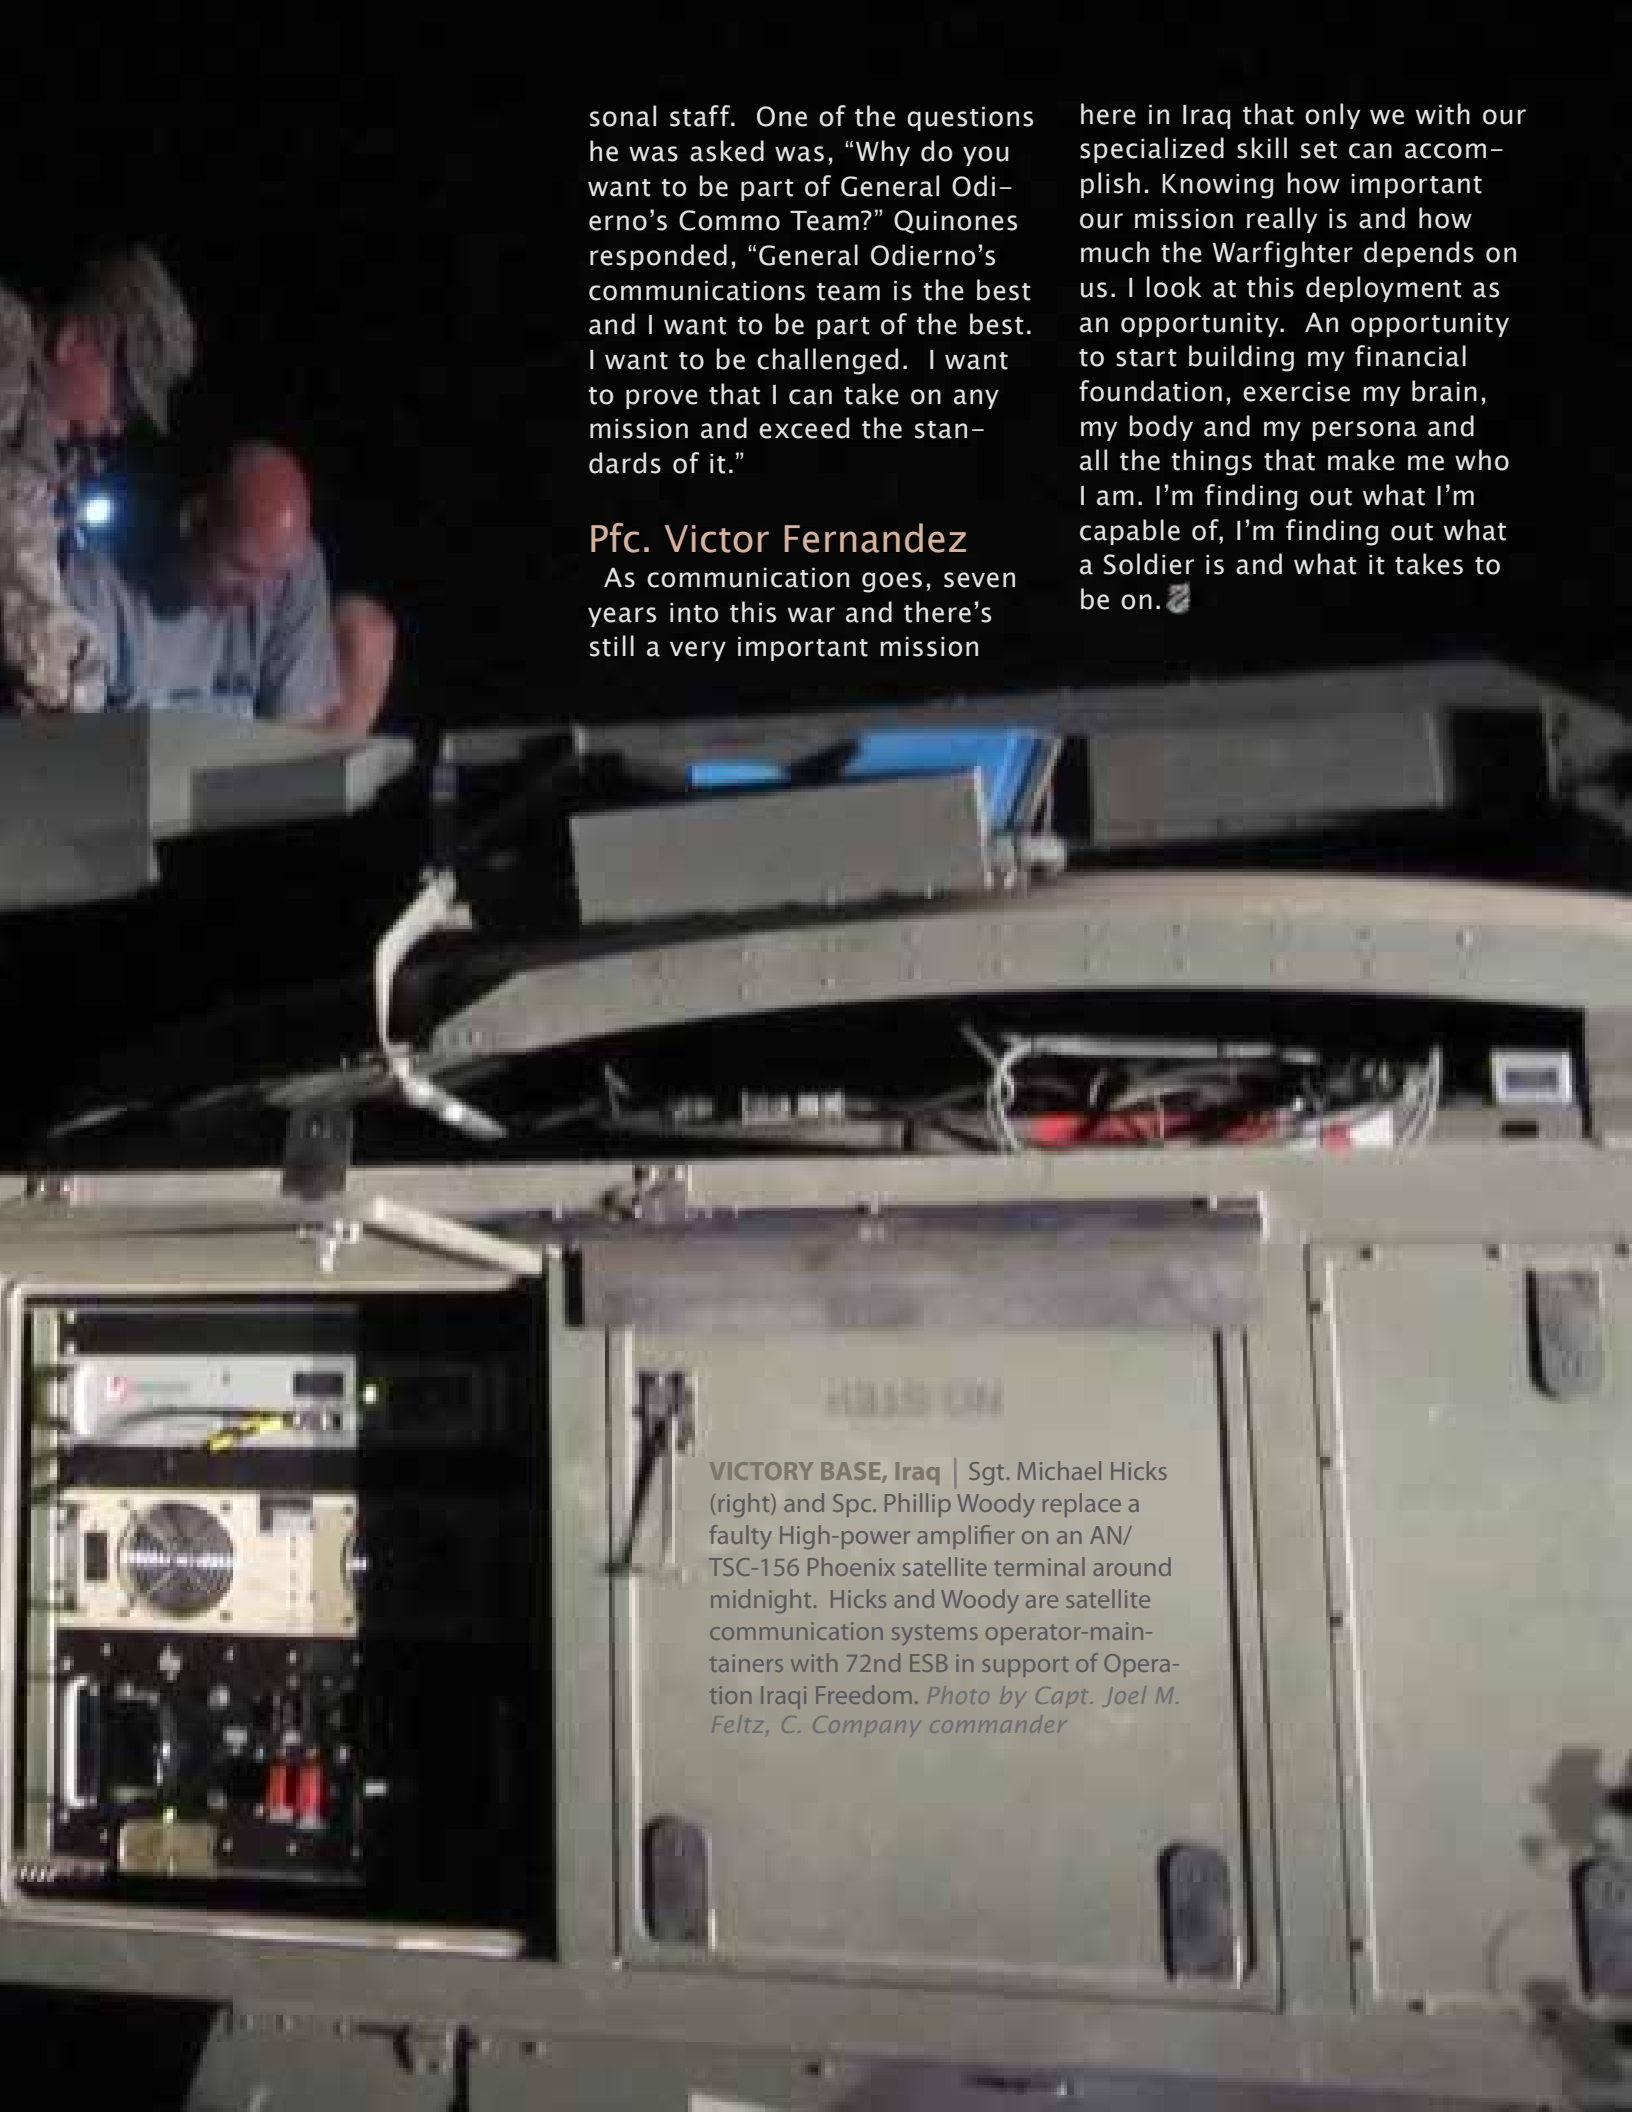 sonal staff.  One of the questions
he was asked was, “Why do you
want to be part of General Odi–
erno’s Commo Team?” Quinones
responded, “General Odierno’s
communications team is the best
and I want to be part of the best.
I want to be challenged.  I want
to prove that I can take on any
mission and exceed the stan–
dards of it.”
Pfc. Victor Fernandez
As communication goes, seven
years into this war and there’s
still a very important mission
here in Iraq that only we with our
specialized skill set can accom–
plish. Knowing how important
our mission really is and how
much the Warfighter depends on
us. I look at this deployment as
an opportunity.  An opportunity
to start building my financial
foundation, exercise my brain,
my body and my persona and
all the things that make me who
I am. I’m finding out what I’m
capable of, I’m finding out what
a Soldier is and what it takes to
be on.
NO STEP
VICTORY BASE, Iraq | Sgt. Michael Hicks
(right) and Spc. Phillip Woody replace a
faulty High-power amplifier on an AN/
TSC-156 Phoenix satellite terminal around
midnight.  Hicks and Woody are satellite
communication systems operator-main-
tainers with 72nd ESB in support of Opera-
tion Iraqi Freedom. Photo by Capt. Joel M.
Feltz, C. Company commander